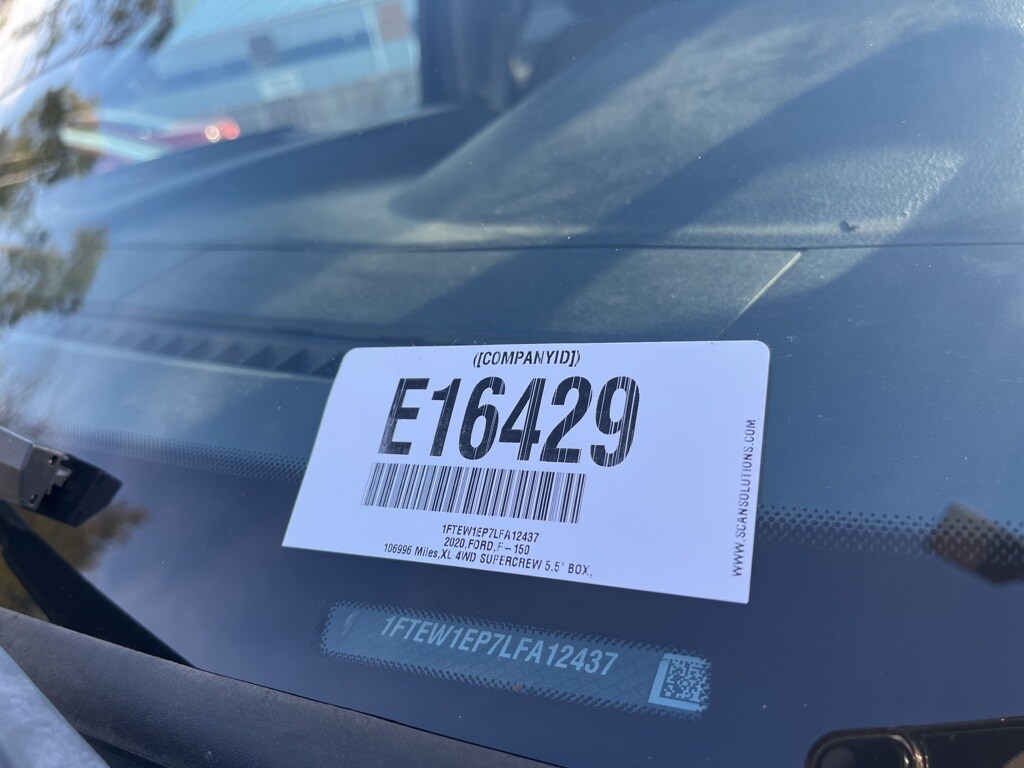 ([COMPANYID])
E16429
1FTEW1EP7LFA12437
2020,FORD,F-150
106996 Miles,XL 4WD SUPERCREW 5.5' BOX,
WWW.SCANSOLUTIONS.COM
1FTEW1EP7LFA12437